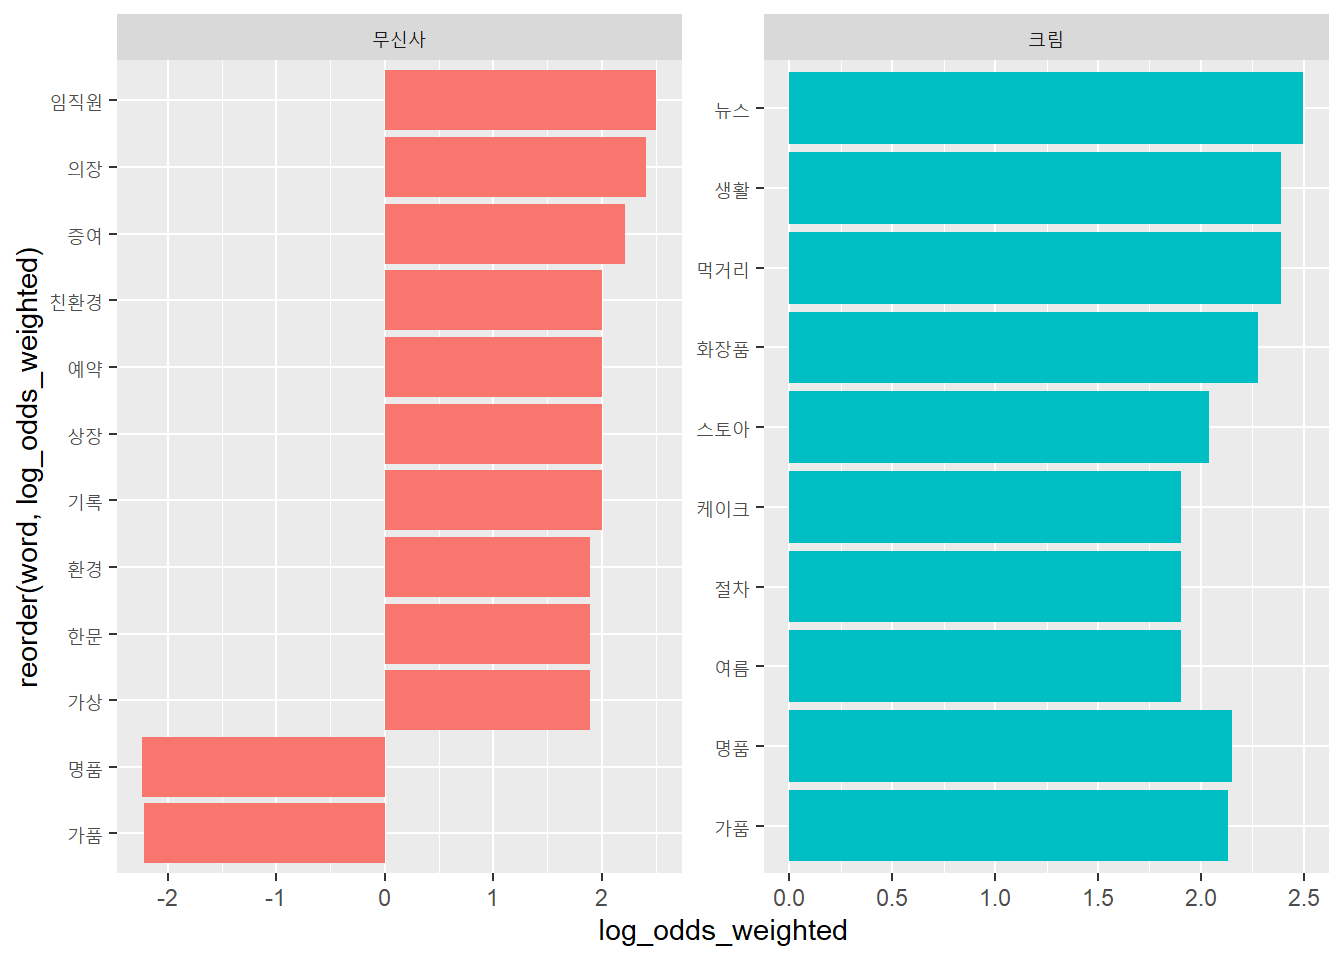 무신사
크림
임직원
의장
증여
친환경
예약
상장
기록
환경
한문
가상
명품
가품
뉴스
생활
먹거리
화장품
스토아
케이크
절차
여름
명품
가품
-2 -1 0 1 2
0.0 0.5 1.0 1.5 2.0 2.5
log_odds_weighted
reorder(word, log_odds_weighted)